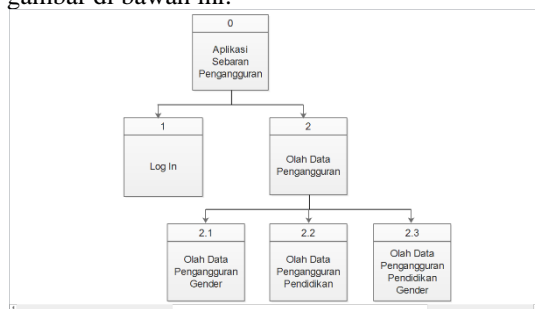 gambar di bawah ini:
0
Aplikasi
Sebaran
Pengangguran
1
Log In
2
Olah Data
Pengangguran
2.1
Olah Data
Pengangguran
Gender
2.2
Olah Data
Pengangguran
Pendidikan
2.3
Olah Data
Pengangguran
Pendidikan
Gender